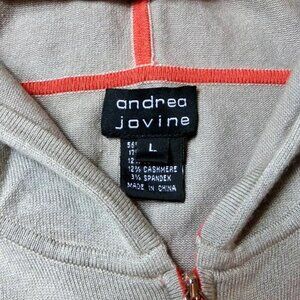 andrea
jovine
L
12% CASHMERE
3% SPANDEX
MADE IN CHINA